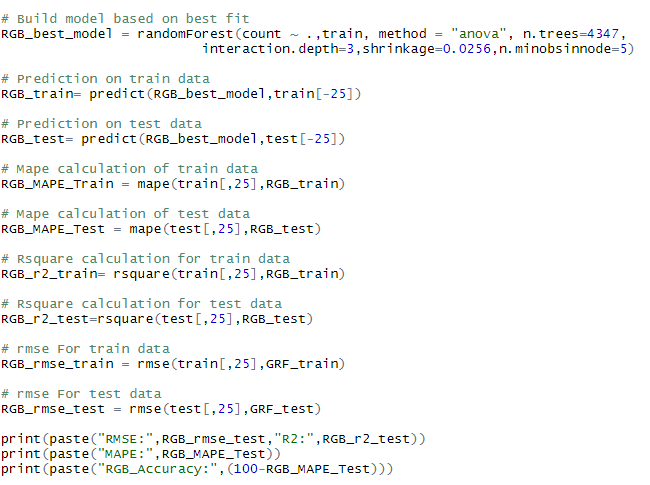 # Build model based on best fit
RGB_best_model = randomForest(count ~ .,train, method = "anova", n.trees=4347,
interaction.depth=3,shrinkage=0.0256,n.minobsinnode=5)
# Prediction on train data
RGB_train= predict(RGB_best_model,train[-25])
# Prediction on test data
RGB_test= predict(RGB_best_model,test[-25])
# Mape calculation of train data
RGB_MAPE_Train = mape(train[,25],RGB_train)
# Mape calculation of test data
RGB_MAPE_Test = mape(test[,25],RGB_test)
# Rsquare calculation for train data
RGB_r2_train= rsquare(train[,25],RGB_train)
# Rsquare calculation for test data
RGB_r2_test=rsquare(test[,25],RGB_test)
# rmse For train data
RGB_rmse_train = rmse(train[,25],GRF_train)
# rmse For test data
RGB_rmse_test = rmse(test[,25],GRF_test)
print(paste("RMSE:",RGB_rmse_test,"R2:",RGB_r2_test))
print(paste("MAPE:",RGB_MAPE_Test))
print(paste("RGB_Accuracy:",(100-RGB_MAPE_Test)))